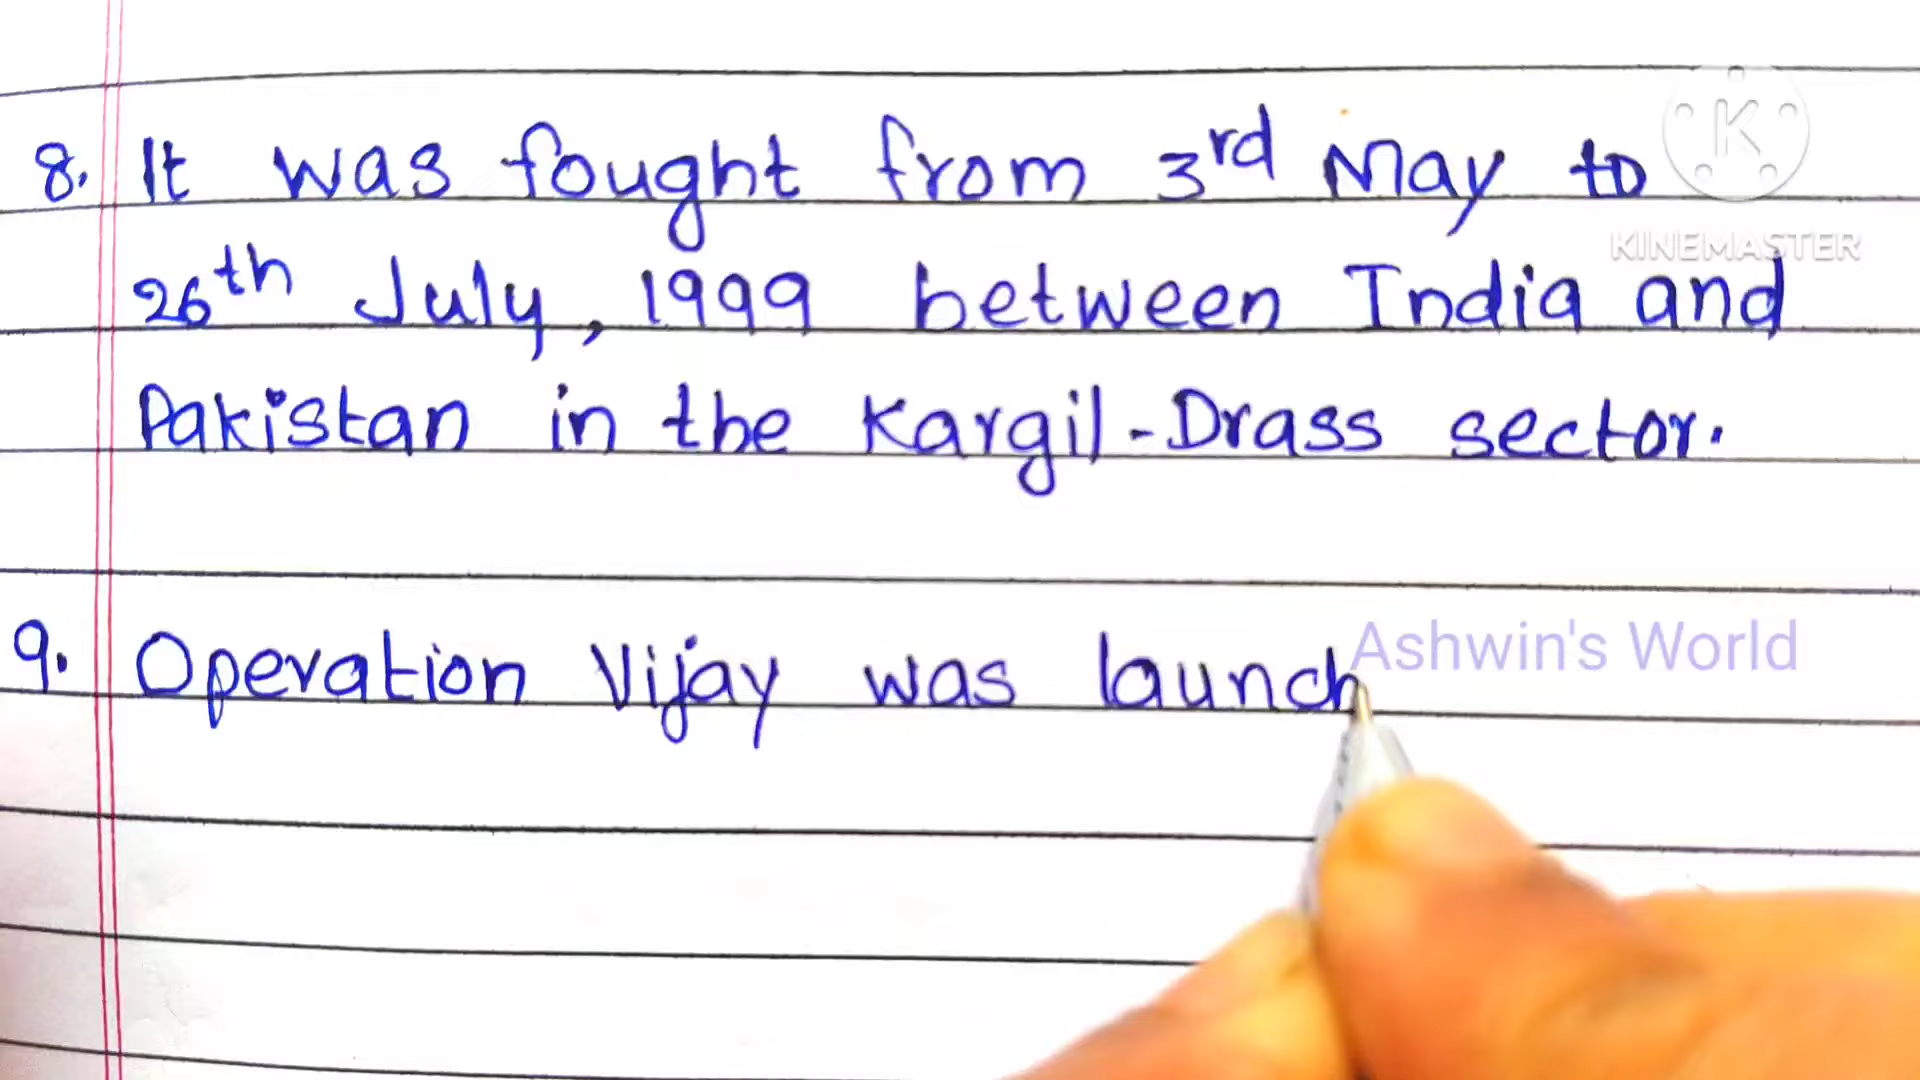 8. It was fought from 3rd May to
KINEMASTER
26th July, 1999 between India and
Pakistan in the Kargil-Drass sector.
9. Operation Vijay was launch
Ashwin's World